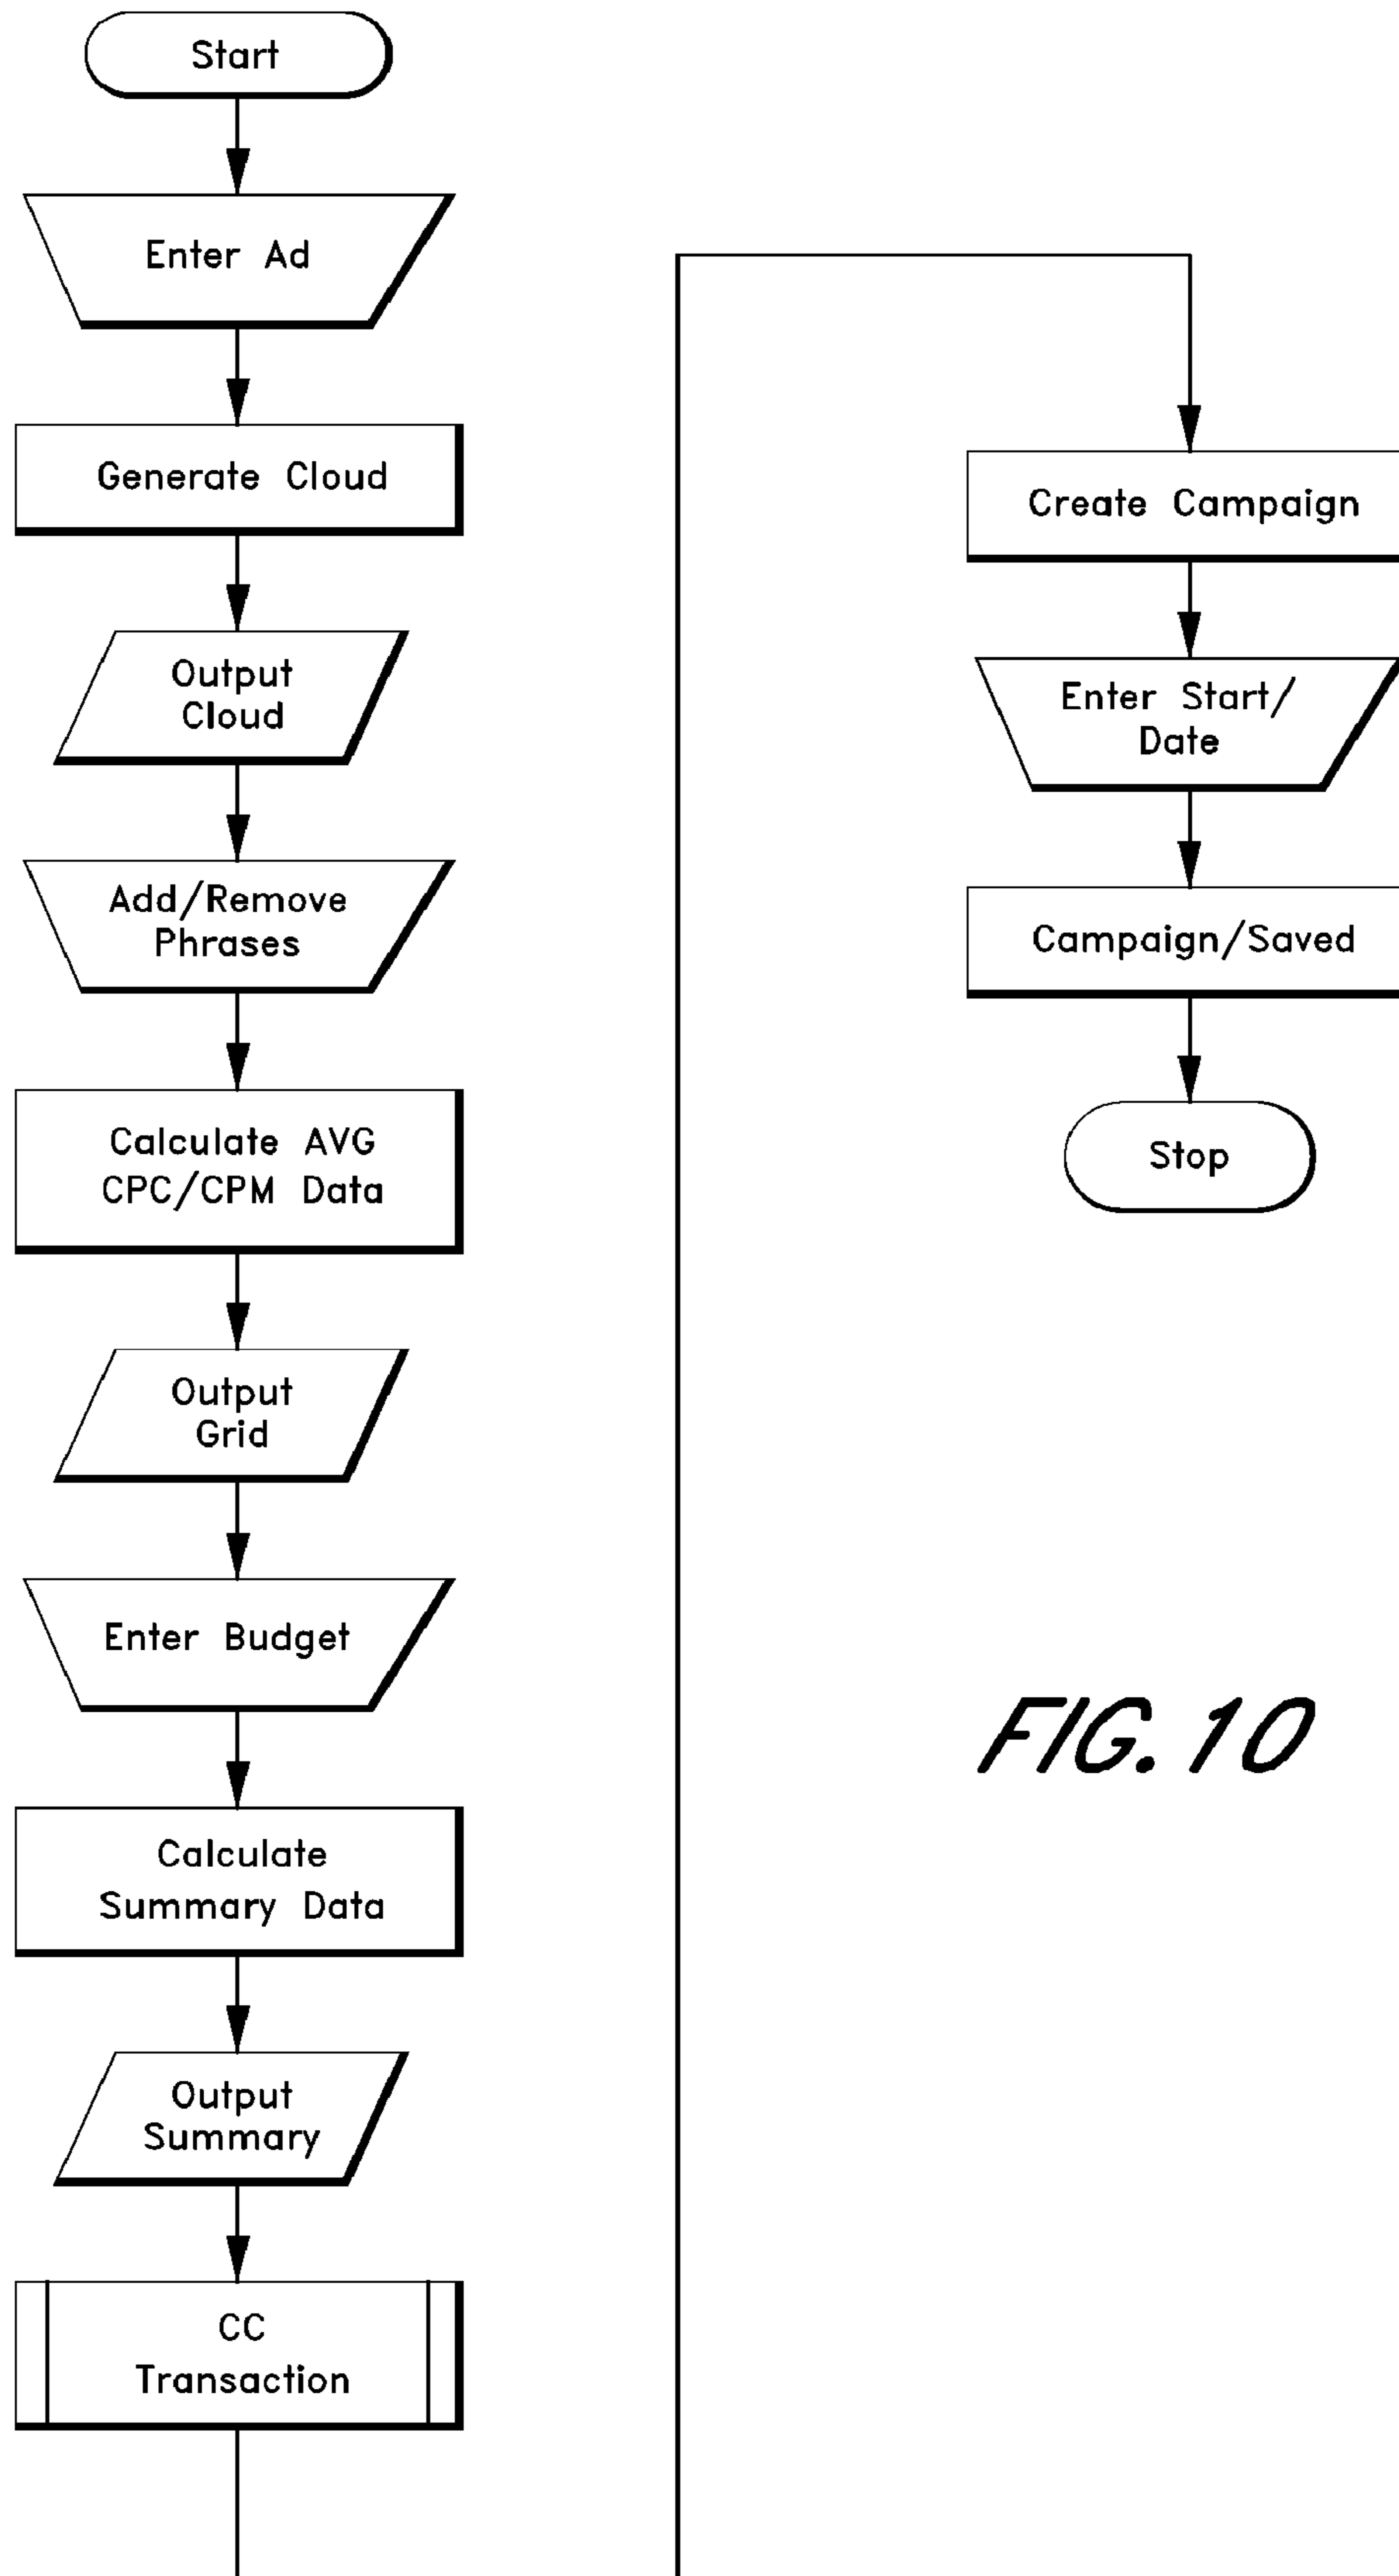 Start
Enter Ad
Generate Cloud
Output
Cloud
Add/Remove
Phrases
Calculate AVG
CPC/CPM Data
Output
Grid
Enter Budget
Calculate
Summary Data
Output
Summary
CC
Transaction
Create Campaign
Enter Start/
Date
Campaign/Saved
Stop
FIG. 10